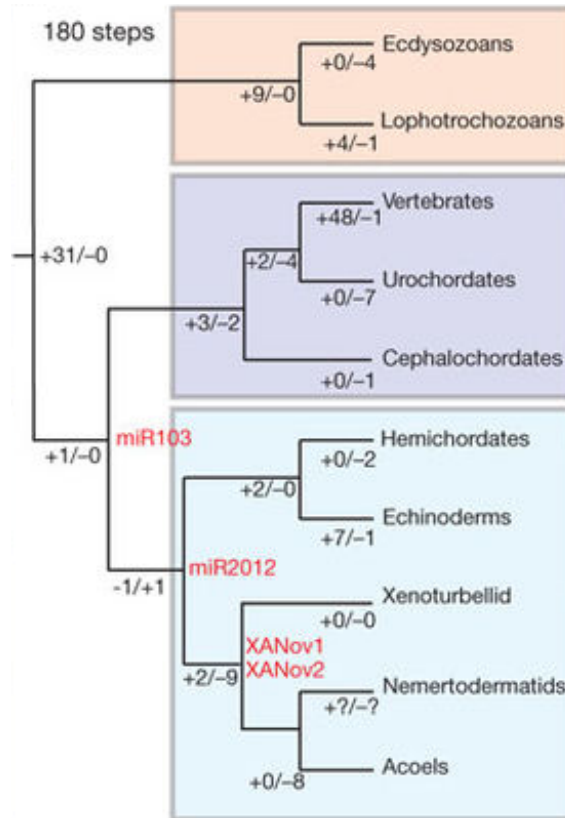 180 steps
Ecdysozoans
+0/–4
+9/–0
Lophotrochozoans
+4/–1
Vertebrates
+48/–1
+31/–0
+2/–4
Urochordates
+0/–7
+3/–2
Cephalochordates
+0/–1
miR103
Hemichordates
+1/–0
+0/–2
+2/–0
Echinoderms
+7/–1
miR2012
-1/+1
Xenoturbellid
+0/–0
XANov1
XANov2
+2/–9
Nemertodermatids
+?/–?
Acoels
+0/–8